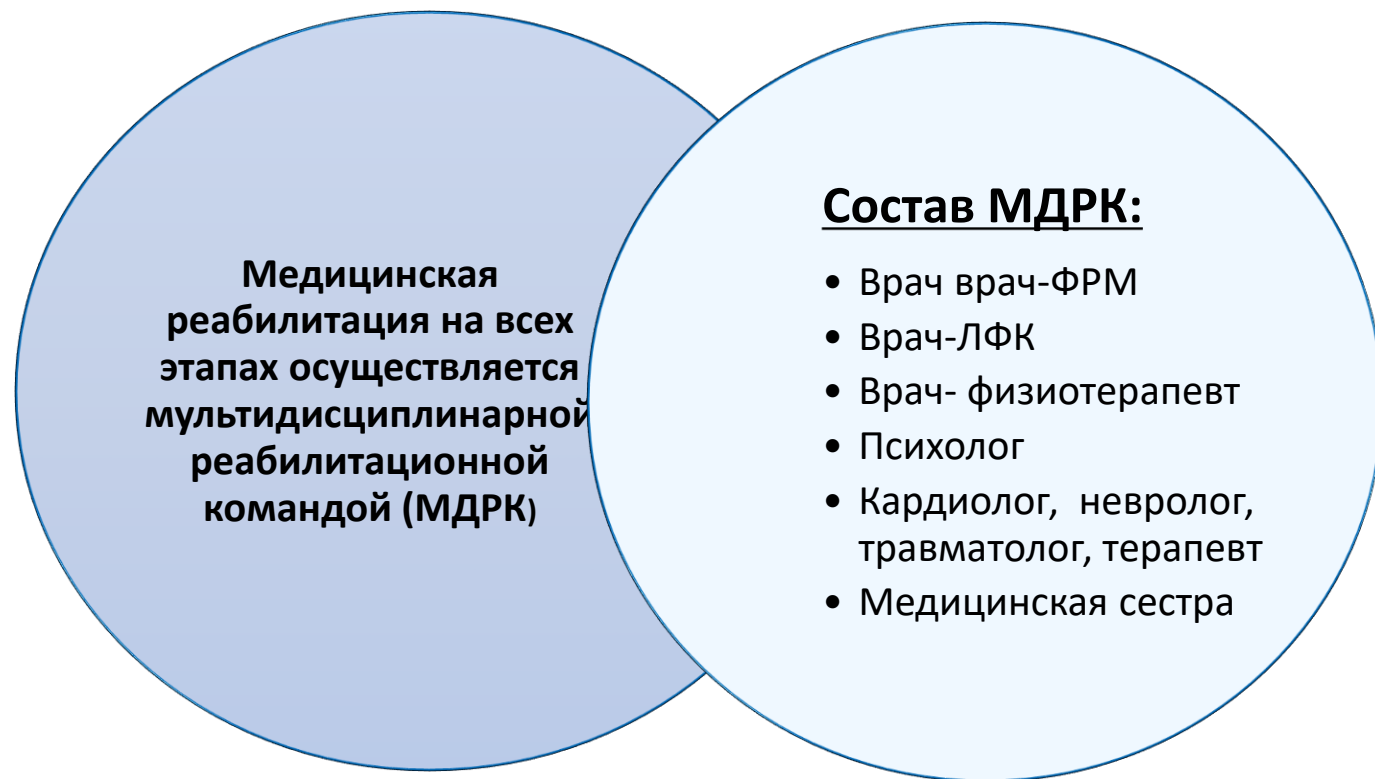 Медицинская
реабилитация на всех
этапах осуществляется
мультидисциплинарной
реабилитационной
командой (МДРК)
Состав МДРК:
• Врач врач-ФРМ
• Врач-ЛФК
• Врач- физиотерапевт
• Психолог
• Кардиолог, невролог,
травматолог, терапевт
• Медицинская сестра